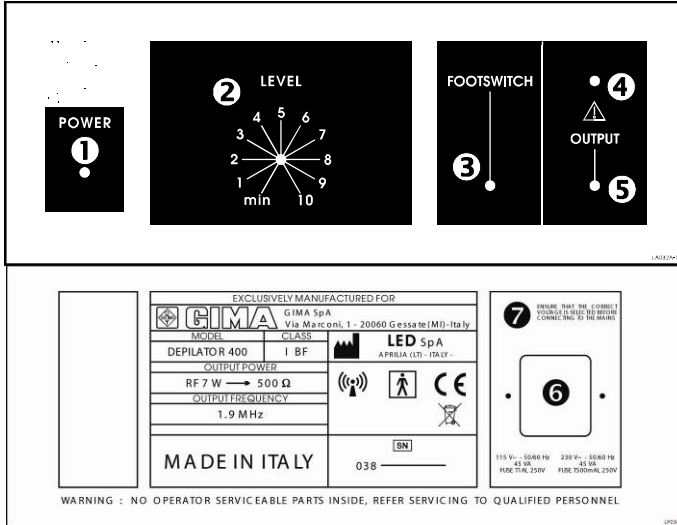 POWER
1
2
LEVEL
5
4
6
3
7
2
8
1
9
min
10
FOOTSWITCH
3
4
OUTPUT
5
EXCLUSIVELY MANUFACTURED FOR
GIMA
GIMA SpA
Via Marconi, 1 - 20060 Gessate (MI)-Italy
MODEL
CLASS
DEPILATOR 400
I BF
LED SpA
APRILIA (LT) - ITALY -
OUTPUT POWER
RF 7 W → 500 Ω
OUTPUT FREQUENCY
1.9 MHz
CE
MADE IN ITALY
SN
038
7
ENSURE THAT THE CORRECT
VOLTAGE IS SELECTED BEFORE
CONNECTING TO THE MAINS
6
115 V~ - 50/60 Hz
45 VA
FUSE T1AL 250V
230 V~ - 50/60 Hz
45 VA
FUSE T500mAL 250V
WARNING : NO OPERATOR SERVICEABLE PARTS INSIDE, REFER SERVICING TO QUALIFIED PERSONNEL